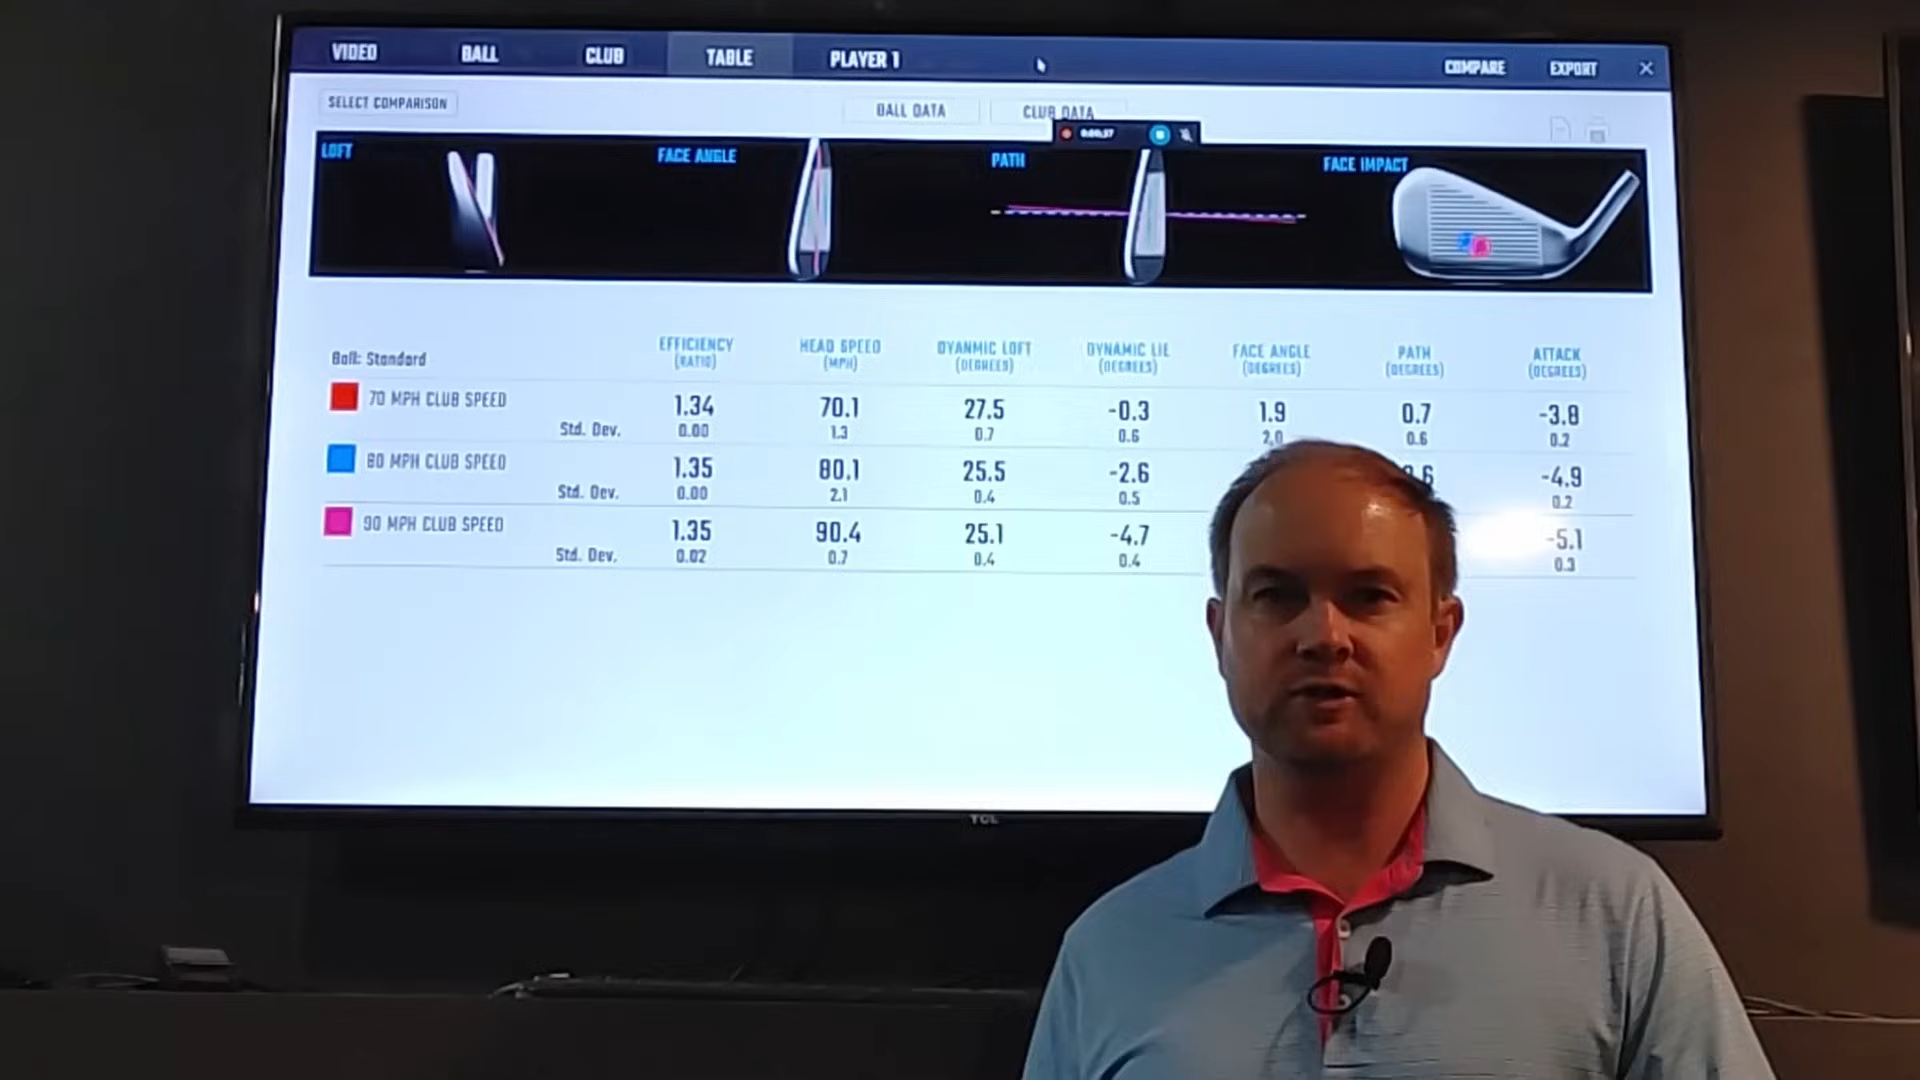 VIDEO BALL CLUB TABLE PLAYER 1 COMPARE EXPORT ✕
SELECT COMPARISON BALL DATA CLUB DATA
0:00:37
LOFT FACE ANGLE PATH FACE IMPACT
Ball: Standard EFFICIENCY HEAD SPEED DYANMIC LOFT DYNAMIC LIE FACE ANGLE PATH ATTACK
(RATIO) (MPH) (DEGREES) (DEGREES) (DEGREES) (DEGREES) (DEGREES)
70 MPH CLUB SPEED 1.34 70.1 27.5 -0.3 1.9 0.7 -3.8
Std. Dev. 0.00 1.3 0.7 0.6 2.0 0.6 0.2
80 MPH CLUB SPEED 1.35 80.1 25.5 -2.6 .6 -4.9
Std. Dev. 0.00 2.1 0.4 0.5 0.2
90 MPH CLUB SPEED 1.35 90.4 25.1 -4.7 -5.1
Std. Dev. 0.02 0.7 0.4 0.4 0.3
TCL